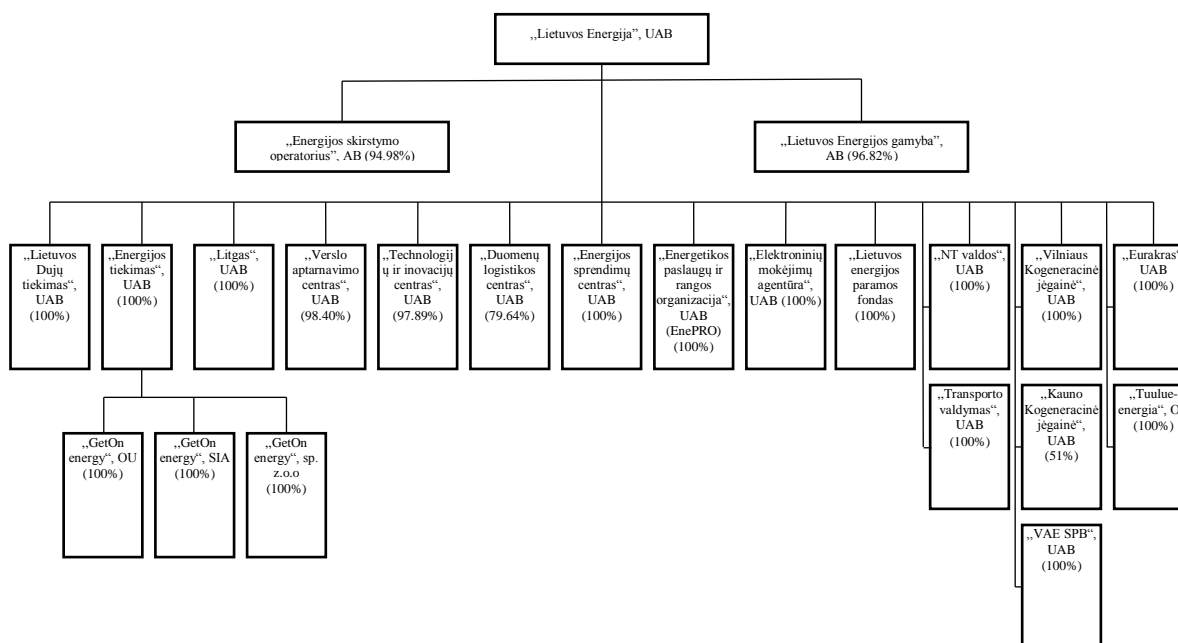 ,,Lietuvos Energija”, UAB
,,Energijos skirstymo
operatorius”, AB (94.98%)
,,Lietuvos Energijos gamyba”,
AB (96.82%)
,,Lietuvos
Dujų
tiekimas“,
UAB
(100%)
,,Energijos
tiekimas“,
UAB
(100%)
,,Litgas“,
UAB
(100%)
,,Verslo
aptarnavimo
centras“,
UAB
(98.40%)
,,Technologij
ų ir inovacijų
centras“,
UAB
(97.89%)
,,Duomenų
logistikos
centras“,
UAB
(79.64%)
,,Energijos
sprendimų
centras“,
UAB
(100%)
,,Energetikos
paslaugų ir
rangos
organizacija“,
UAB
(EnePRO)
(100%)
,,Elektroninių
mokėjimų
agentūra“,
UAB (100%)
,,Lietuvos
energijos
paramos
fondas
(100%)
,,NT valdos“,
UAB
(100%)
,,Vilniaus
Kogeneracinė
jėgainė“,
UAB
(100%)
,,Eurakras“
UAB
(100%)
,,Transporto
valdymas“,
UAB
(100%)
,,Kauno
Kogeneracinė
jėgainė“,
UAB
(51%)
,,Tuulue-
energia“, O
(100%)
,,GetOn
energy“, OU
(100%)
,,GetOn
energy“, SIA
(100%)
,,GetOn
energy“, sp.
z.o.o
(100%)
,,VAE SPB“,
UAB
(100%)